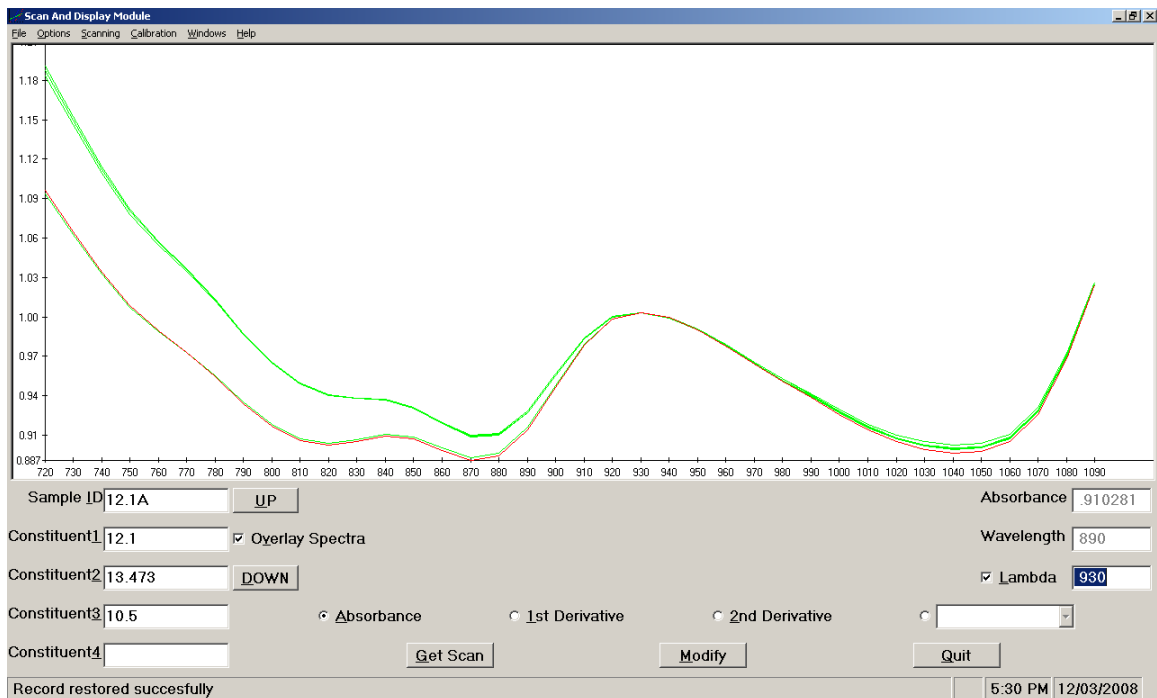 Scan And Display Module
File Options Scanning Calibration Windows Help
1.18
1.15
1.12
1.09
1.06
1.03
1.00
0.97
0.94
0.91
0.887
720 730 740 750 760 770 780 790 800 810 820 830 840 850 860 870 880 890 900 910 920 930 940 950 960 970 980 990 1000 1010 1020 1030 1040 1050 1060 1070 1080 1090
Sample ID 12.1A UP Absorbance .910281
Constituent1 12.1 Overlay Spectra Wavelength 890
Constituent2 13.473 DOWN Lambda 930
Constituent3 10.5 Absorbance 1st Derivative 2nd Derivative
Constituent4 Get Scan Modify Quit
Record restored succesfully 5:30 PM 12/03/2008